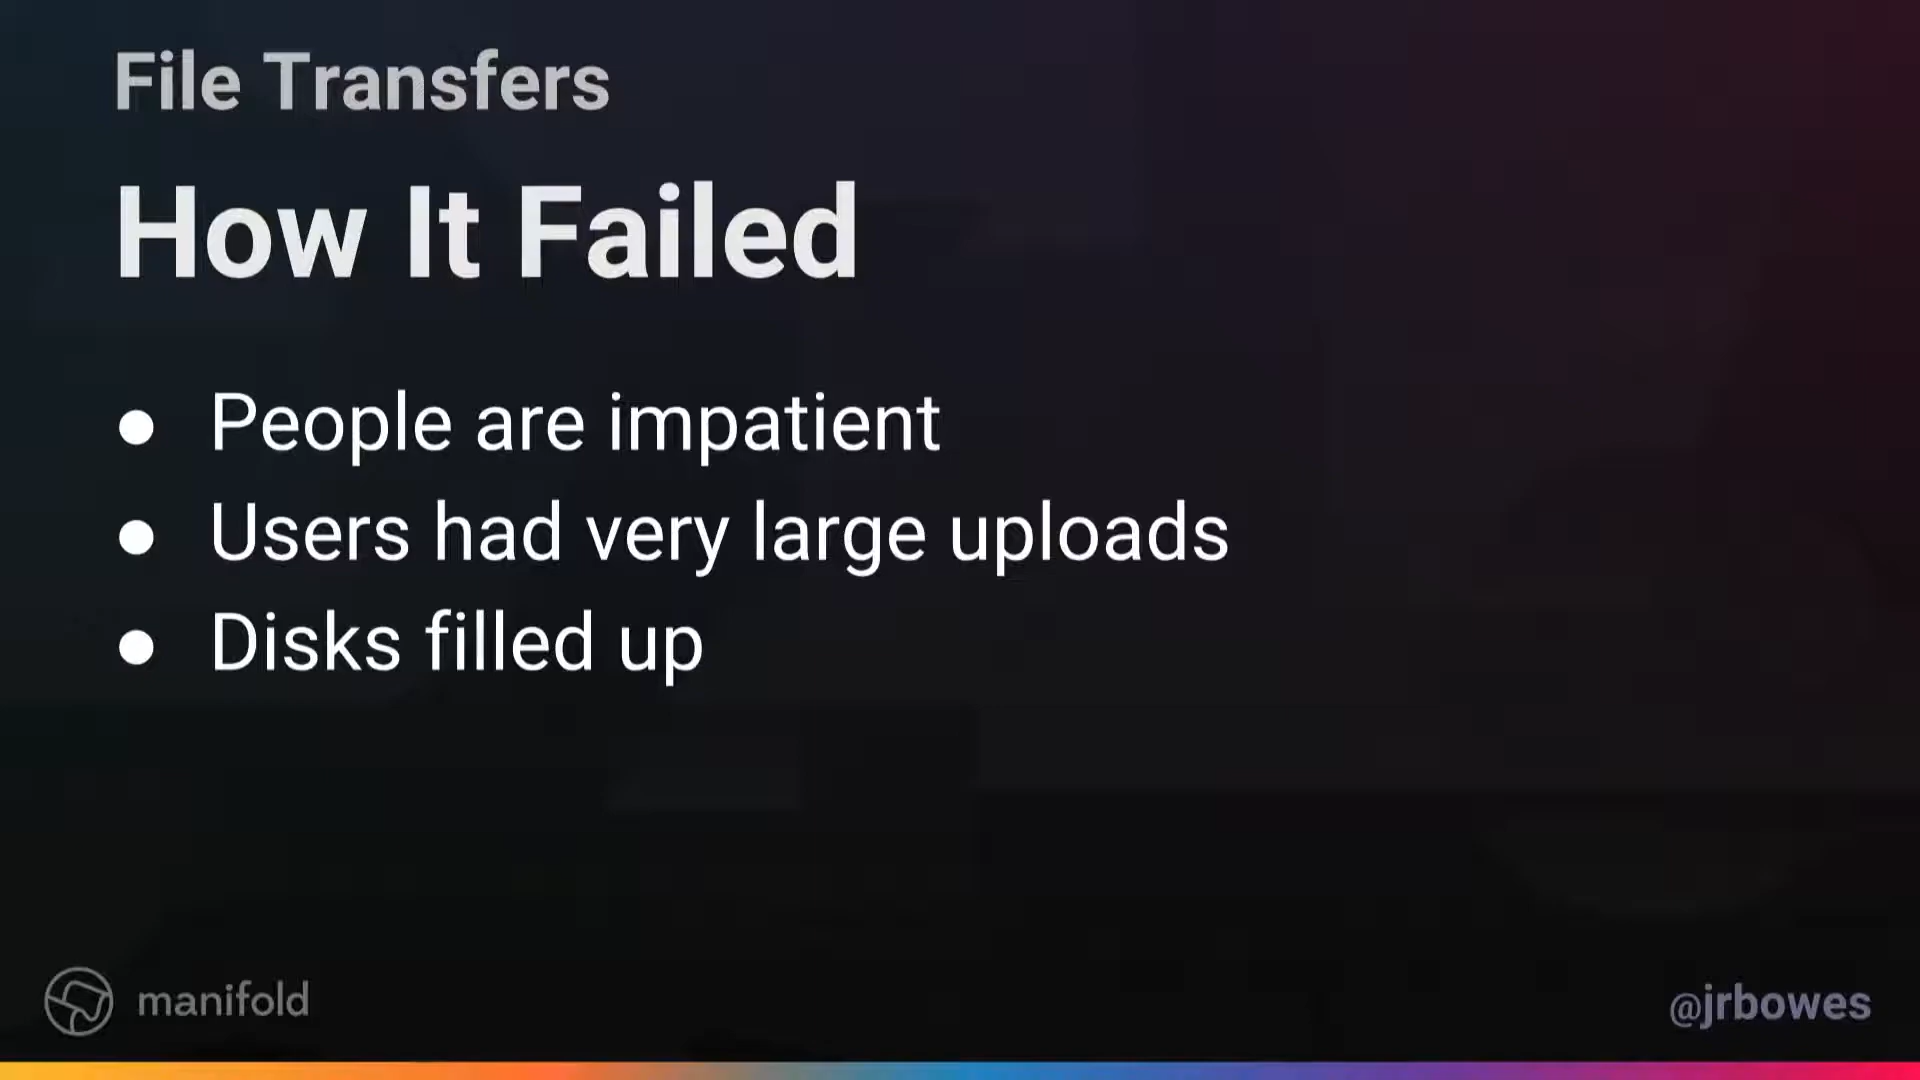 File Transfers
How It Failed
● People are impatient
● Users had very large uploads
● Disks filled up
manifold
@jrbowes